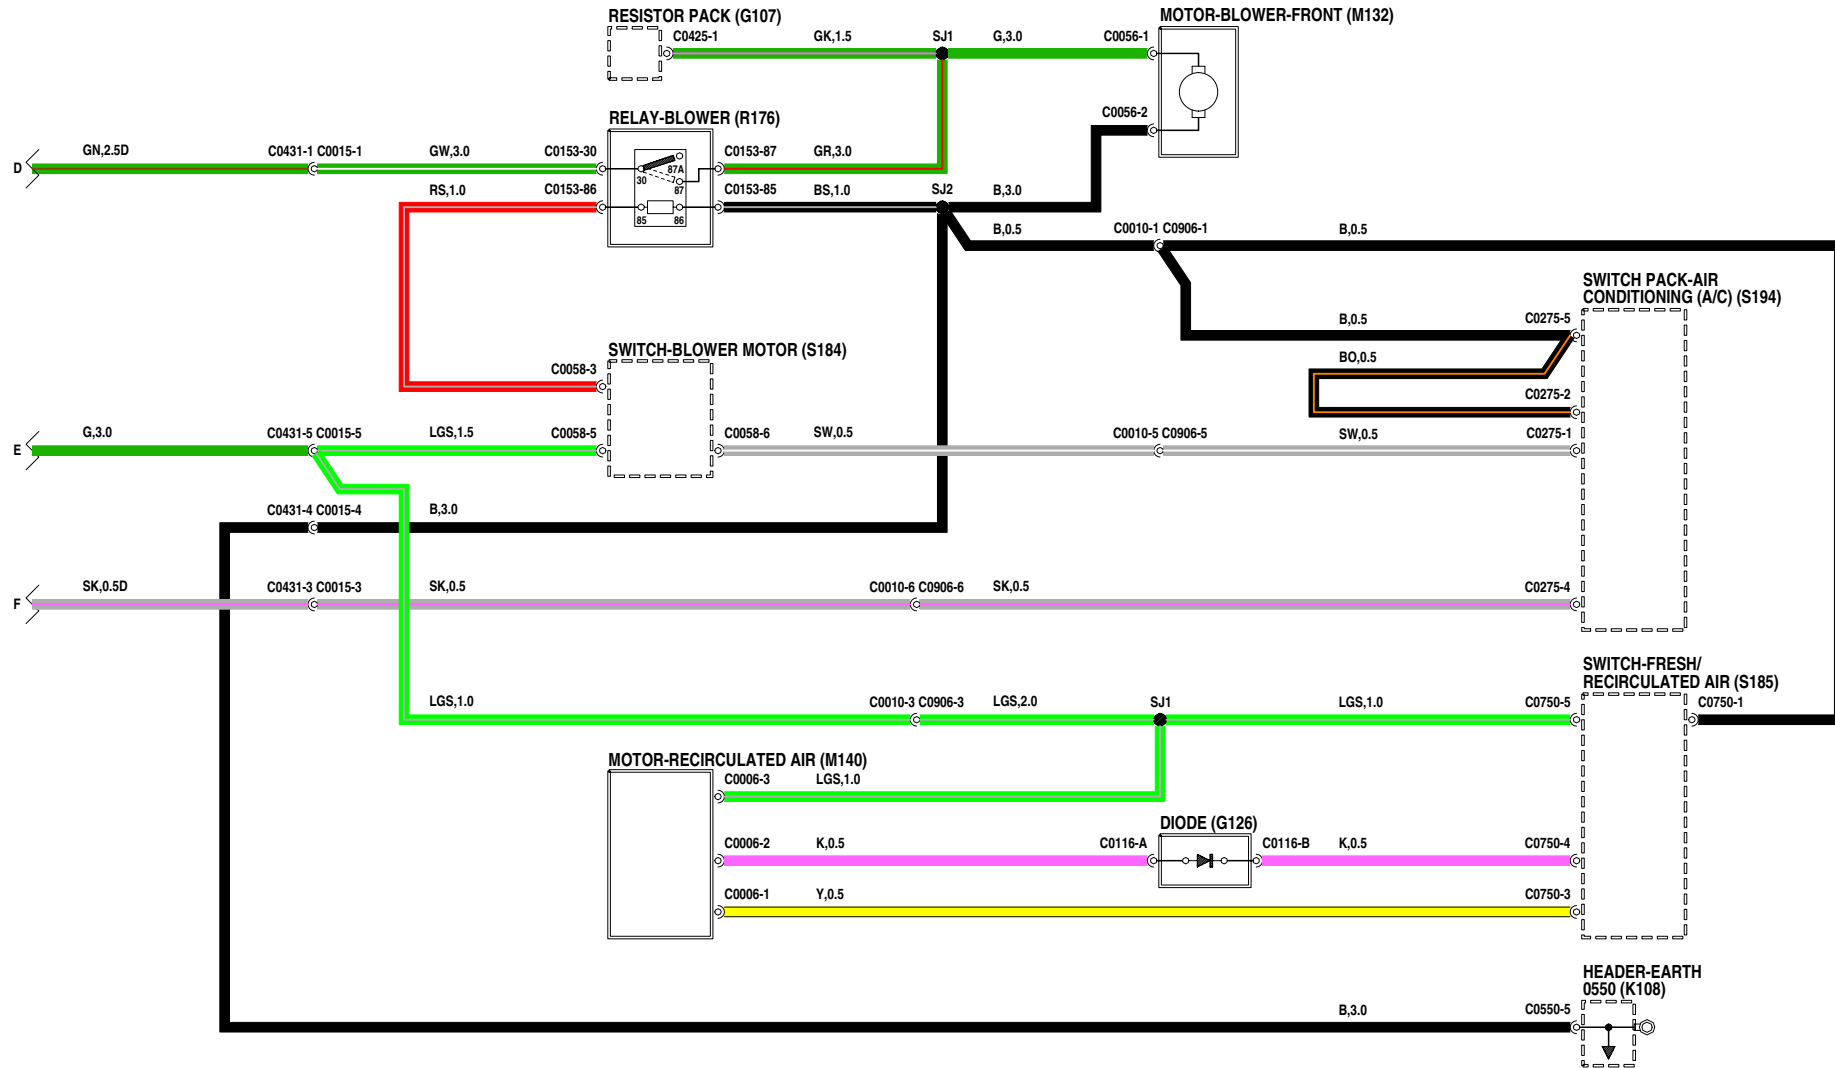 RESISTOR PACK (G107)
MOTOR-BLOWER-FRONT (M132)
C0425-1
GK,1.5
SJ1
G,3.0
C0056-1
C0056-2
RELAY-BLOWER (R176)
D
GN,2.5D
C0431-1 C0015-1
GW,3.0
C0153-30
87A
30
87
C0153-87
GR,3.0
RS,1.0
C0153-86
85
86
C0153-85
BS,1.0
SJ2
B,3.0
B,0.5
C0010-1 C0906-1
B,0.5
SWITCH PACK-AIR
CONDITIONING (A/C) (S194)
B,0.5
C0275-5
BO,0.5
C0275-2
SWITCH-BLOWER MOTOR (S184)
C0058-3
E
G,3.0
C0431-5 C0015-5
LGS,1.5
C0058-5
C0058-6
SW,0.5
C0010-5 C0906-5
SW,0.5
C0275-1
C0431-4 C0015-4
B,3.0
F
SK,0.5D
C0431-3 C0015-3
SK,0.5
C0010-6 C0906-6
SK,0.5
C0275-4
SWITCH-FRESH/
RECIRCULATED AIR (S185)
LGS,1.0
C0010-3 C0906-3
LGS,2.0
SJ1
LGS,1.0
C0750-5
C0750-1
MOTOR-RECIRCULATED AIR (M140)
C0006-3
LGS,1.0
DIODE (G126)
C0006-2
K,0.5
C0116-A
C0116-B
K,0.5
C0750-4
C0006-1
Y,0.5
C0750-3
HEADER-EARTH
0550 (K108)
B,3.0
C0550-5